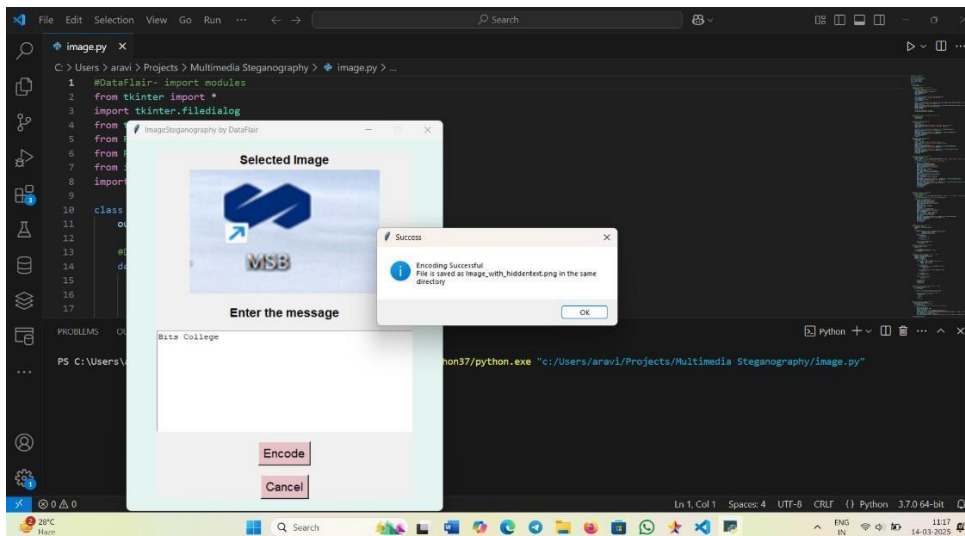 File Edit Selection View Go Run ··· Search
image.py
C: > Users > aravi > Projects > Multimedia Steganography > image.py > ...
1 #DataFlair- import modules
2 from tkinter import *
3 import tkinter.filedialog
4 from
5 from
6 from
7 from
8 import
9
10 class
11
12
13
14
15
16
17
ImageSteganography by DataFlair
Selected Image
MSB
Success
Encoding Successful
File is saved as Image_with_hiddentext.png in the same
directory
OK
Enter the message
Bits College
Encode
Cancel
PROBLEMS
Python
PS C:\Users\ hon37/python.exe "c:/Users/aravi/Projects/Multimedia Steganography/image.py"
0 0 0
Ln 1, Col 1 Spaces: 4 UTF-8 CRLF {} Python 3.7.0 64-bit
28°C
Haze
Search
ENG
IN
11:17
14-03-2025